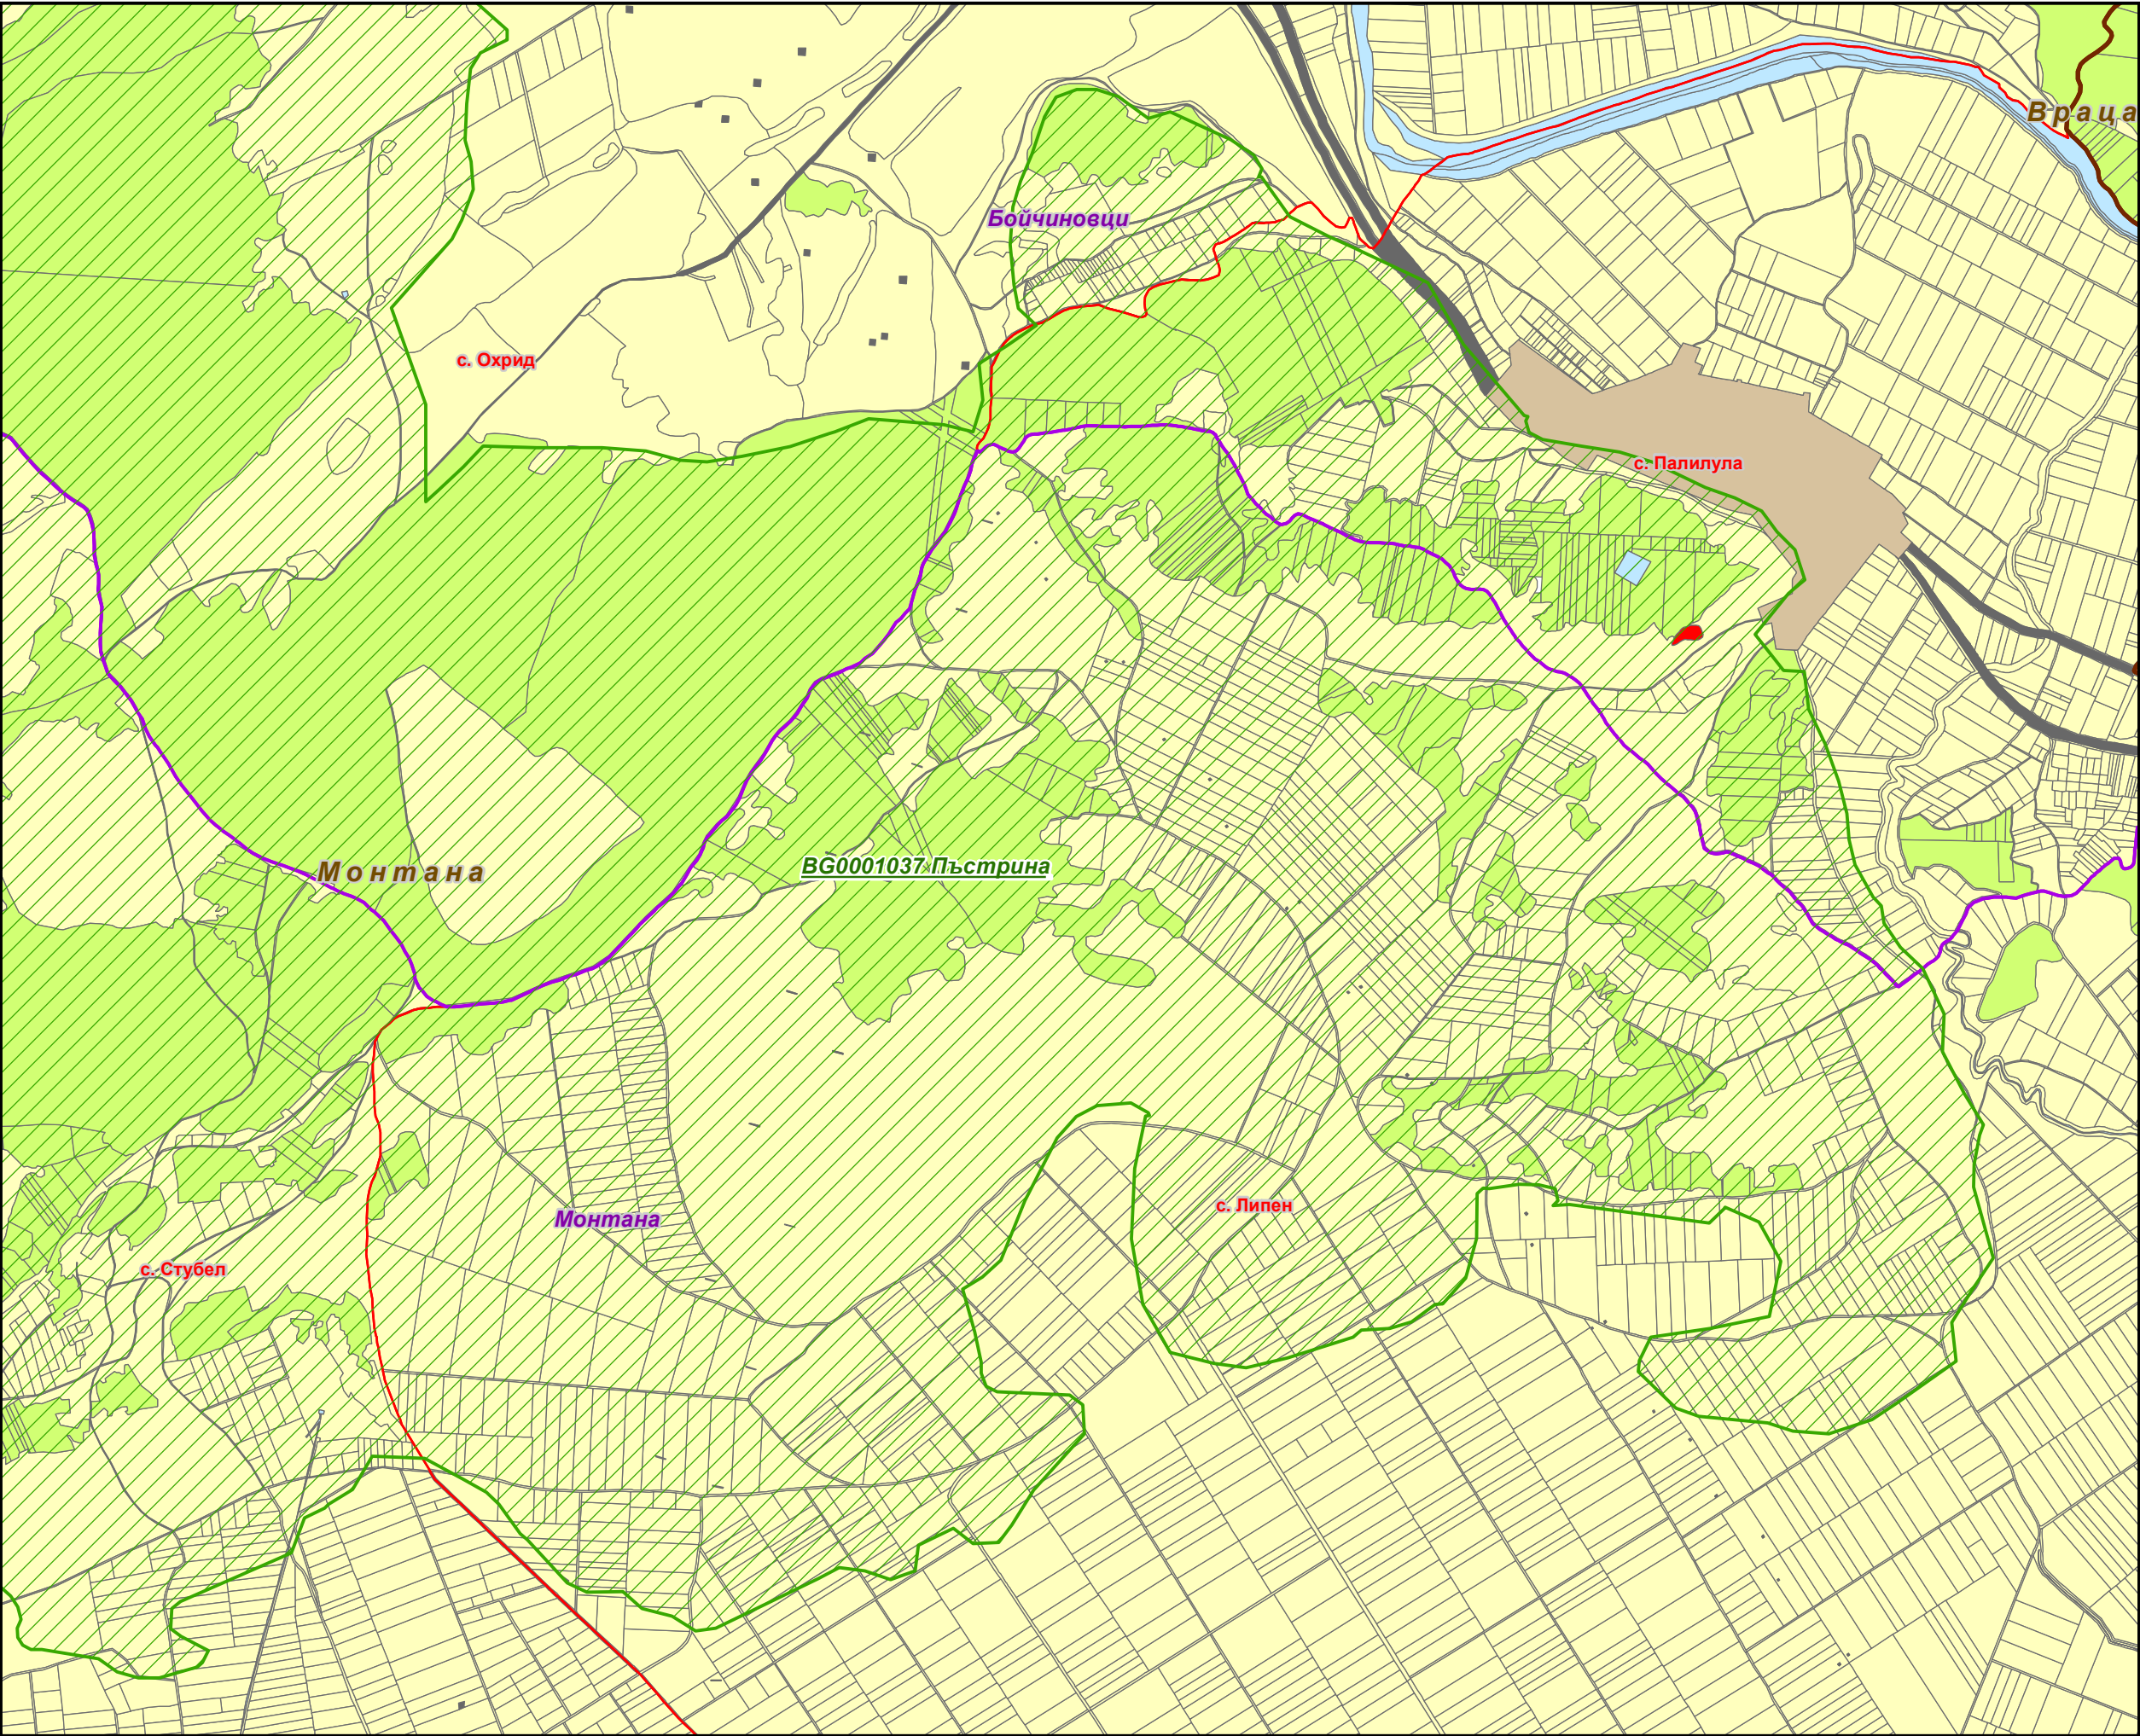 Враца
Бойчиновци
с. Охрид
с. Палилула
Монтана
BG0001037 Пъстрина
с. Липен
Монтана
с. Стубел